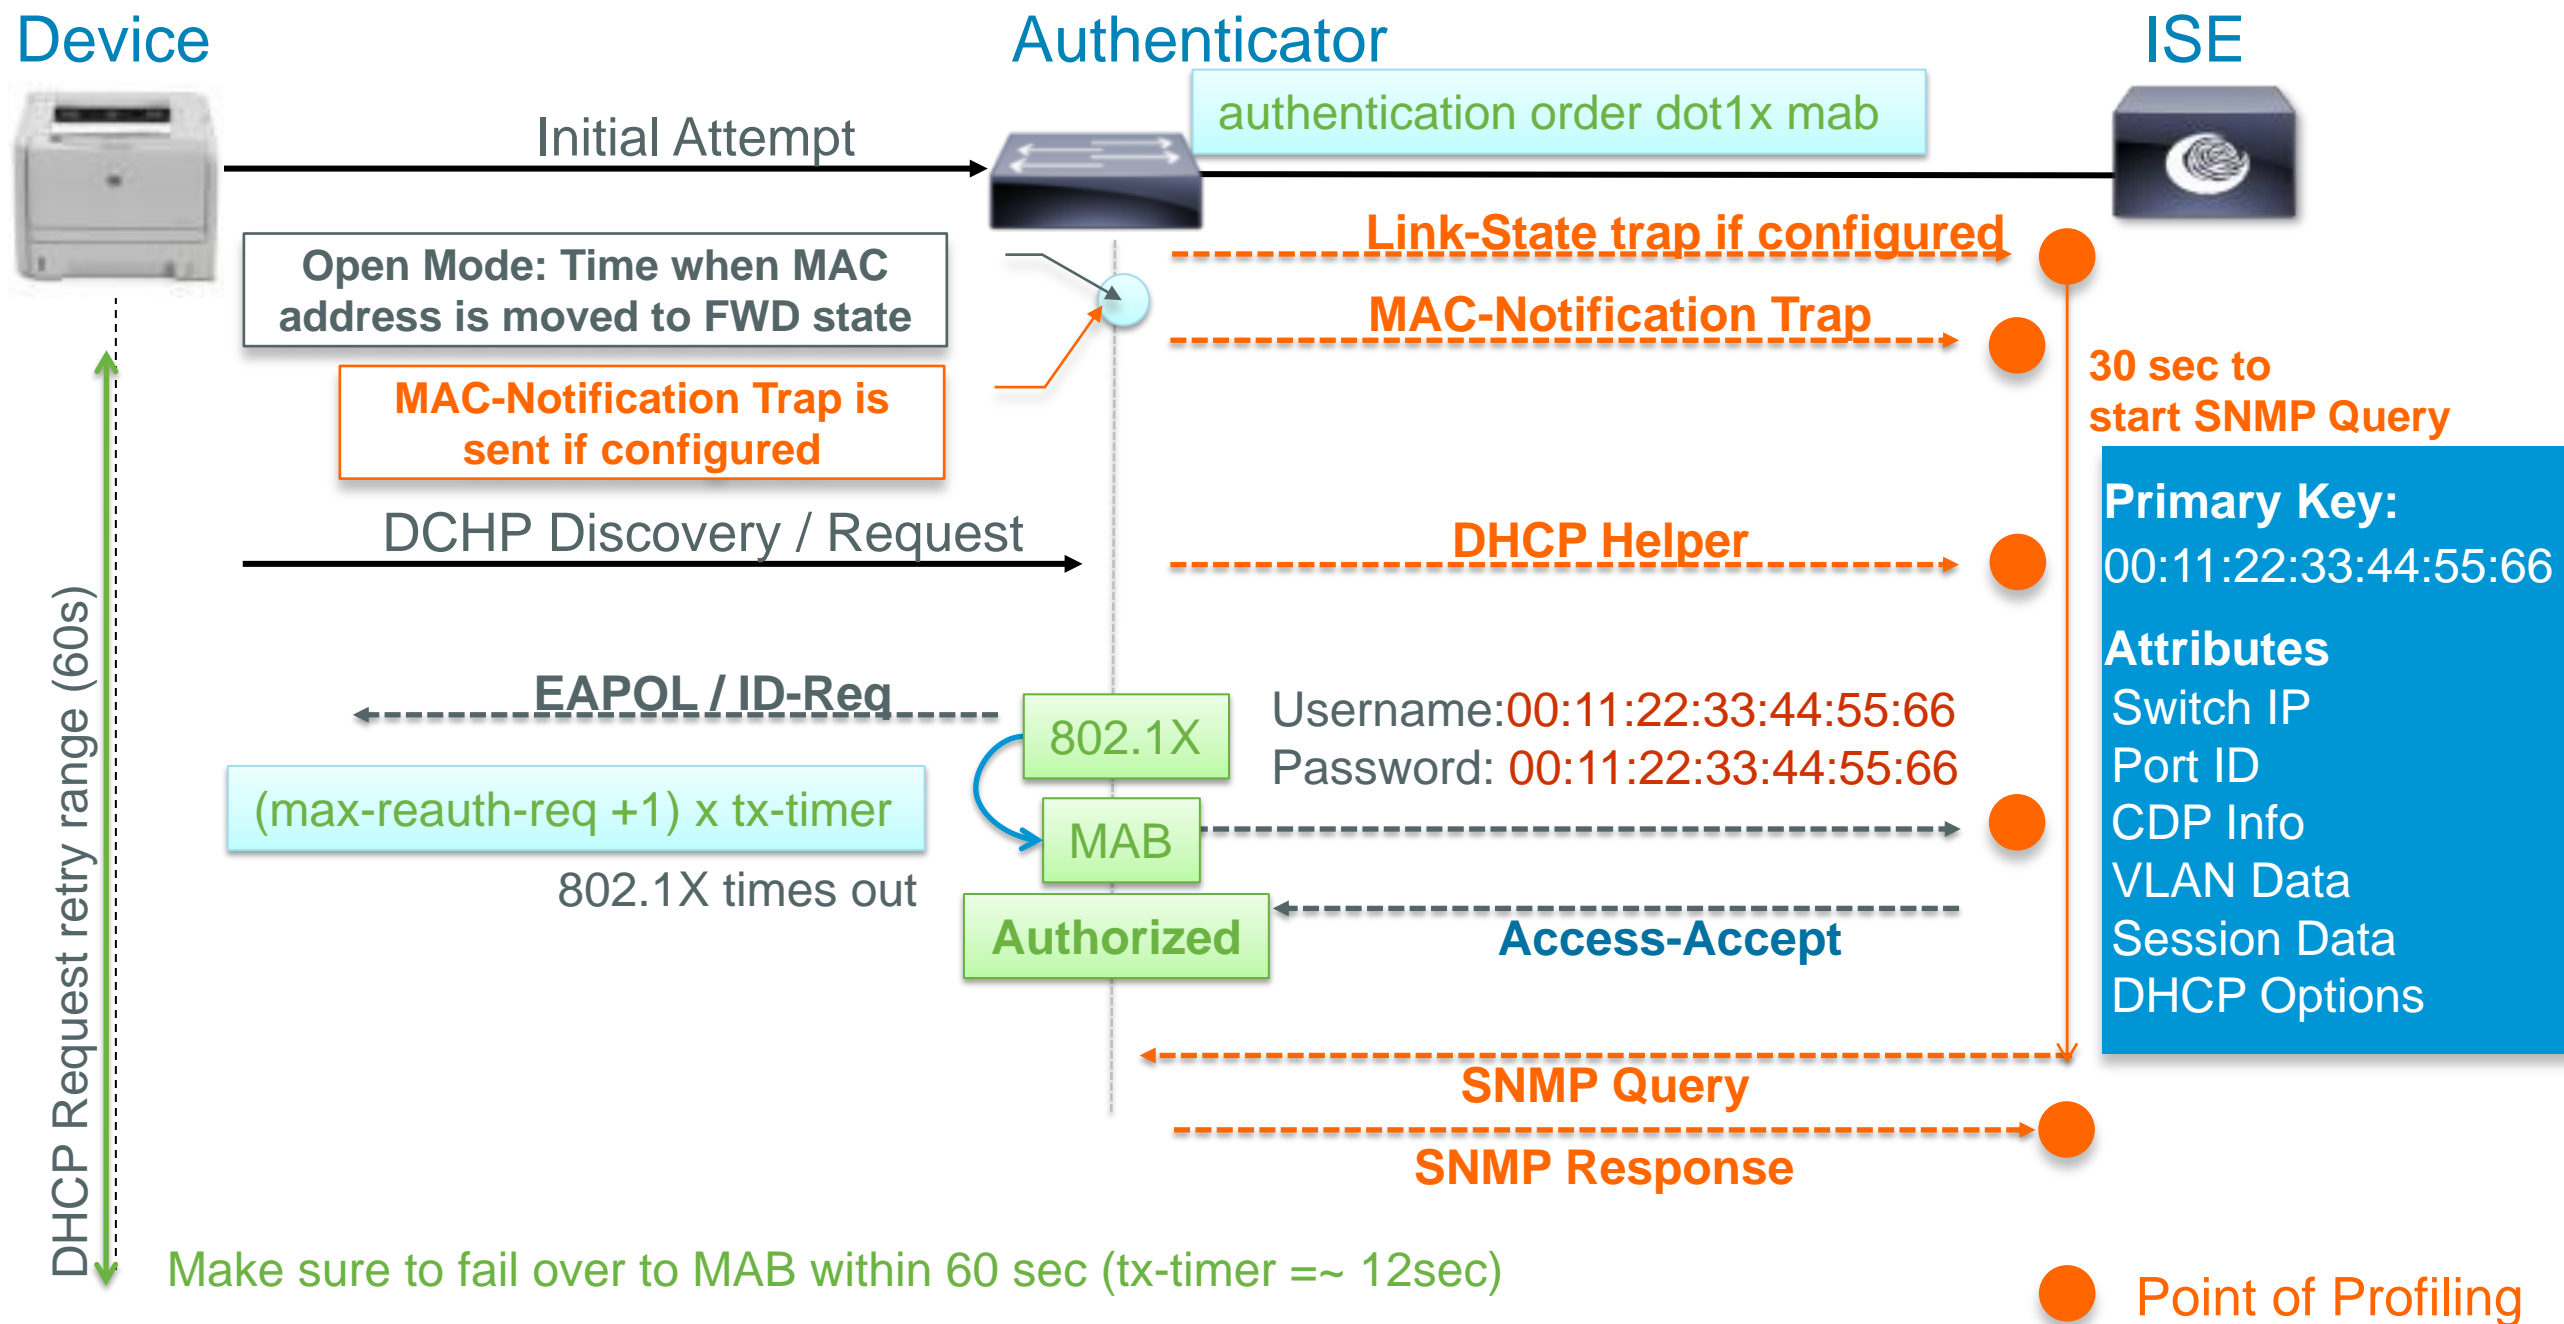 Device
Authenticator
ISE
authentication order dot1x mab
Initial Attempt
Link-State trap if configured
Open Mode: Time when MAC
address is moved to FWD state
MAC-Notification Trap
30 sec to
start SNMP Query
MAC-Notification Trap is
sent if configured
Primary Key:
00:11:22:33:44:55:66
Attributes
Switch IP
Port ID
CDP Info
VLAN Data
Session Data
DHCP Options
DCHP Discovery / Request
DHCP Helper
DHCP Request retry range (60s)
EAPOL / ID-Req
802.1X
Username:00:11:22:33:44:55:66
Password: 00:11:22:33:44:55:66
(max-reauth-req +1) x tx-timer
MAB
802.1X times out
Authorized
Access-Accept
SNMP Query
SNMP Response
Make sure to fail over to MAB within 60 sec (tx-timer =~ 12sec)
Point of Profiling